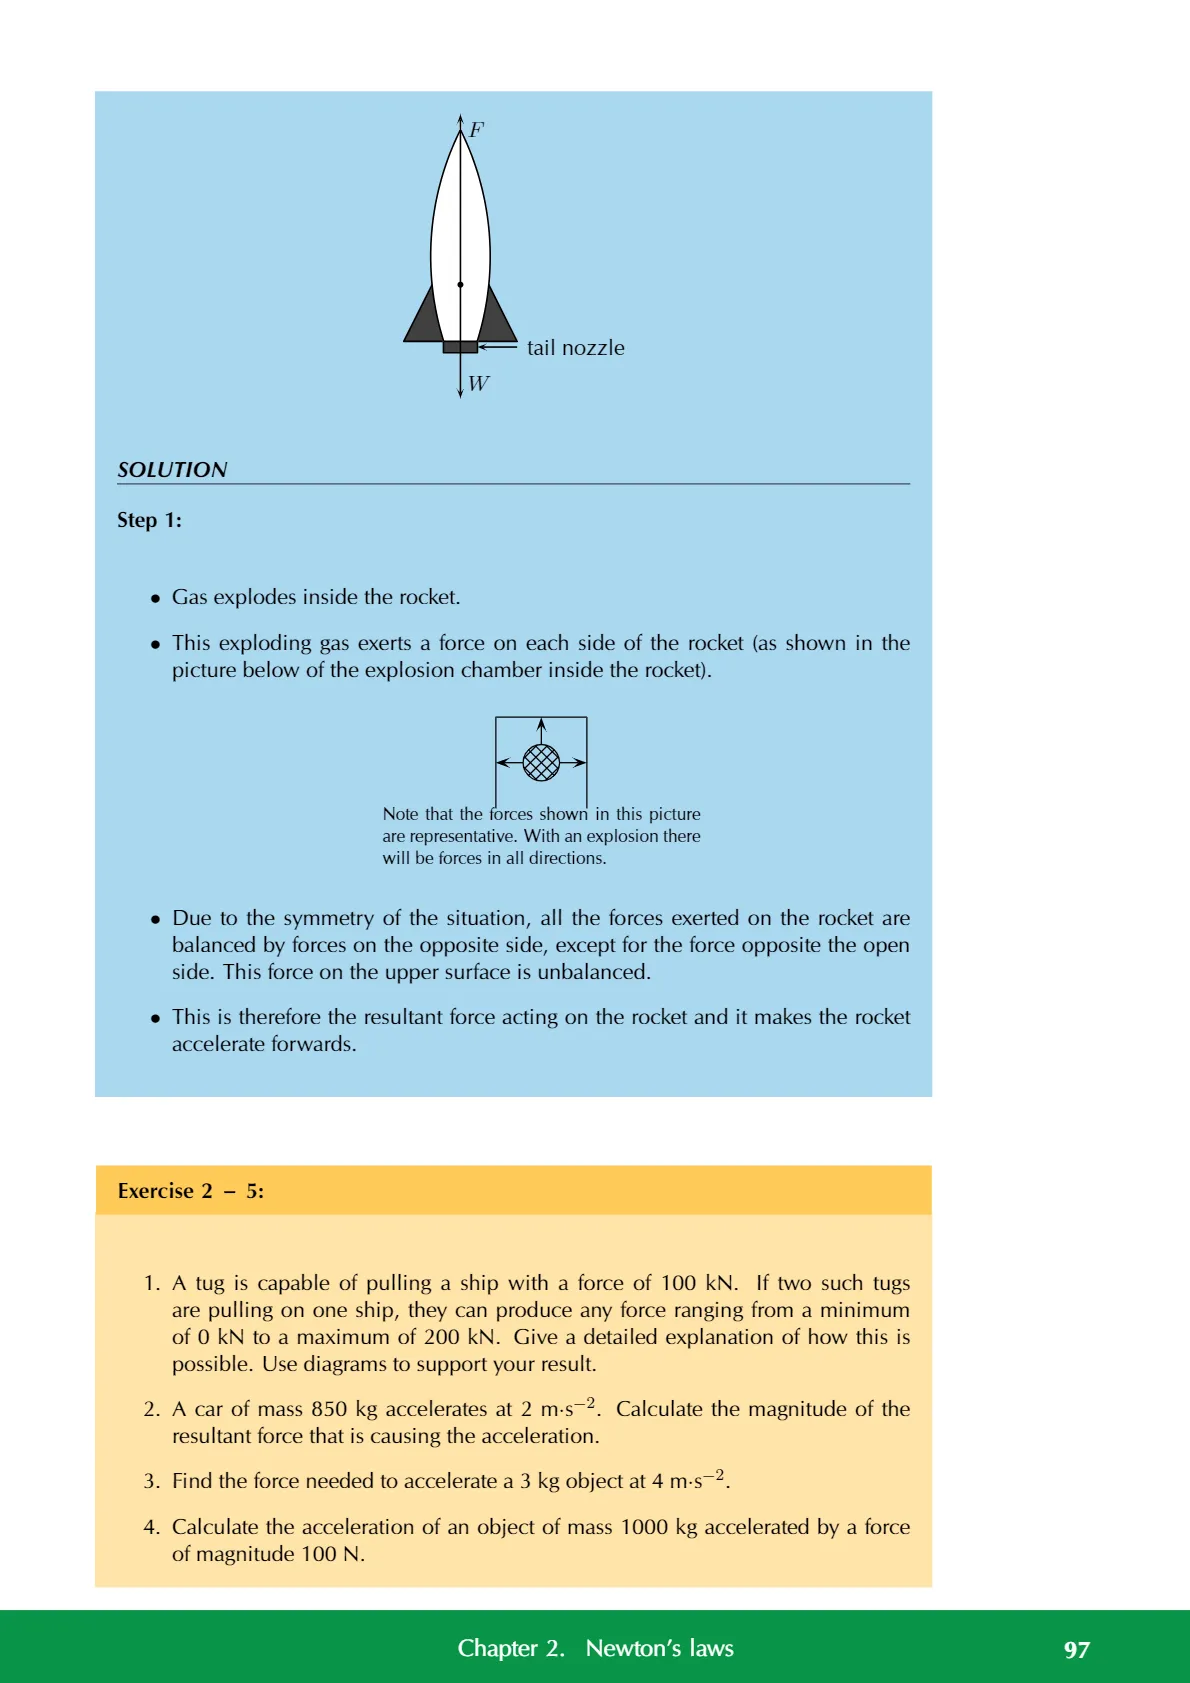 F
tail nozzle
W
SOLUTION
Step 1:
• Gas explodes inside the rocket.
• This exploding gas exerts a force on each side of the rocket (as shown in the
picture below of the explosion chamber inside the rocket).
Note that the forces shown in this picture
are representative. With an explosion there
will be forces in all directions.
• Due to the symmetry of the situation, all the forces exerted on the rocket are
balanced by forces on the opposite side, except for the force opposite the open
side. This force on the upper surface is unbalanced.
• This is therefore the resultant force acting on the rocket and it makes the rocket
accelerate forwards.
Exercise 2 – 5:
1. A tug is capable of pulling a ship with a force of 100 kN. If two such tugs
are pulling on one ship, they can produce any force ranging from a minimum
of 0 kN to a maximum of 200 kN. Give a detailed explanation of how this is
possible. Use diagrams to support your result.
2. A car of mass 850 kg accelerates at 2 m·s⁻². Calculate the magnitude of the
resultant force that is causing the acceleration.
3. Find the force needed to accelerate a 3 kg object at 4 m·s⁻².
4. Calculate the acceleration of an object of mass 1000 kg accelerated by a force
of magnitude 100 N.
Chapter 2. Newton's laws 97